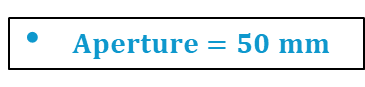 • Aperture = 50 mm